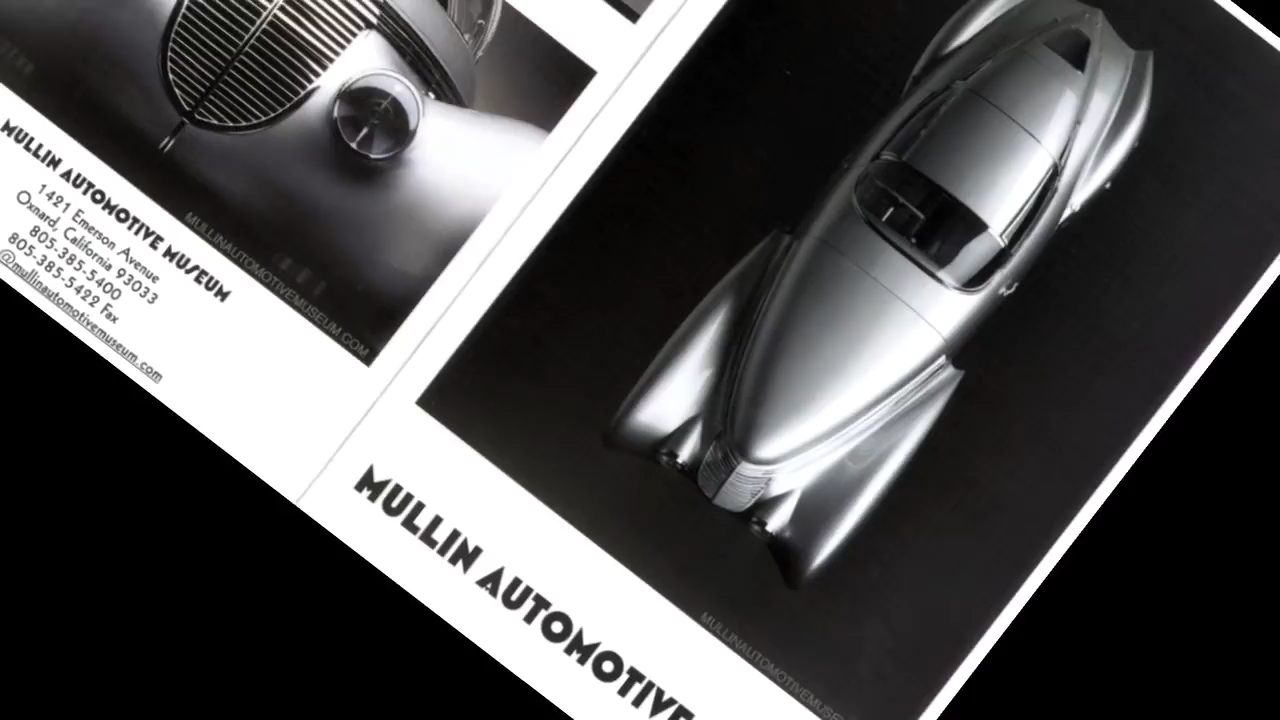 MULLINAUTOMOTIVEMUSEUM.COM
MULLIN AUTOMOTIVE MUSEUM
1421 Emerson Avenue
Oxnard, California 93033
805-385-5400
805-385-5422 Fax
@mullinautomotivemuseum.com
MULLINAUTOMOTIVEMUSE
MULLIN AUTOMOTIVE